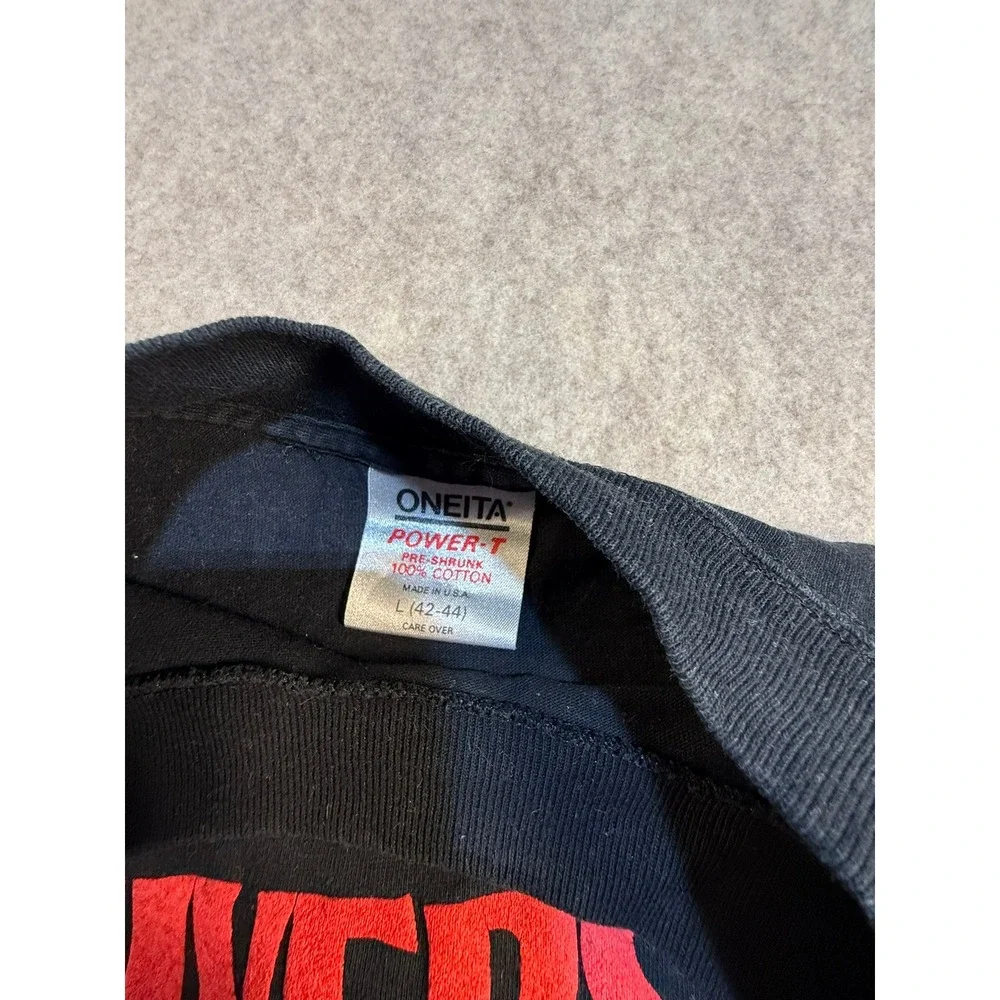 ONEITA
POWER-T
PRE-SHRUNK
100% COTTON
MADE IN U.S.A.
L (42-44)
CARE OVER